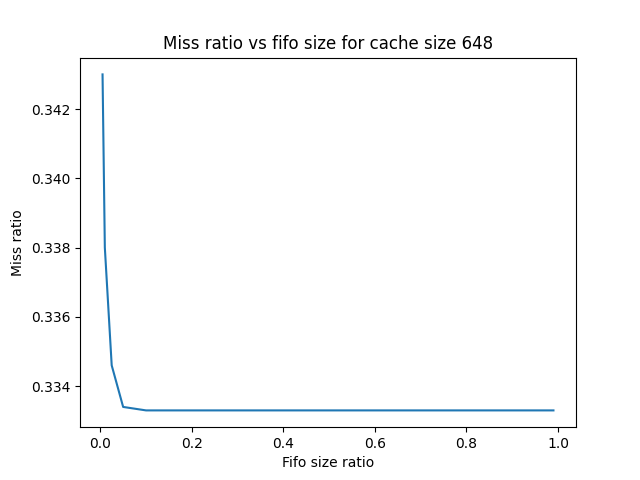 Miss ratio vs fifo size for cache size 648
0.342
0.340
0.338
0.336
0.334
Miss ratio
0.0 0.2 0.4 0.6 0.8 1.0
Fifo size ratio